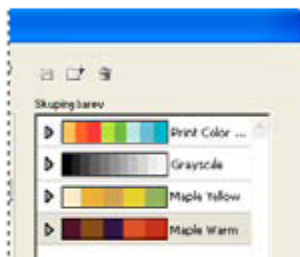 Skupiny barev
Print Color ...
Grayscale
Maple Yellow
Maple Warm